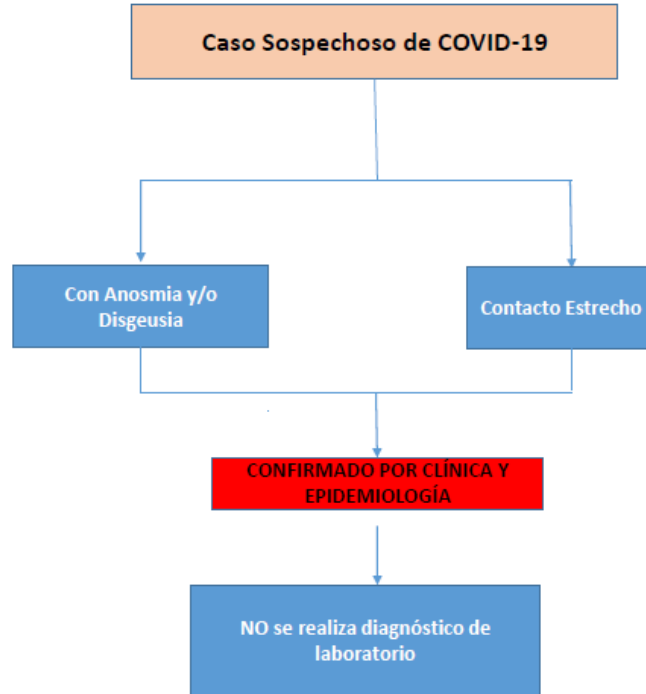 Caso Sospechoso de COVID-19
Con Anosmia y/o
Disgeusia
Contacto Estrecho
CONFIRMADO POR CLÍNICA Y
EPIDEMIOLOGÍA
NO se realiza diagnóstico de
laboratorio